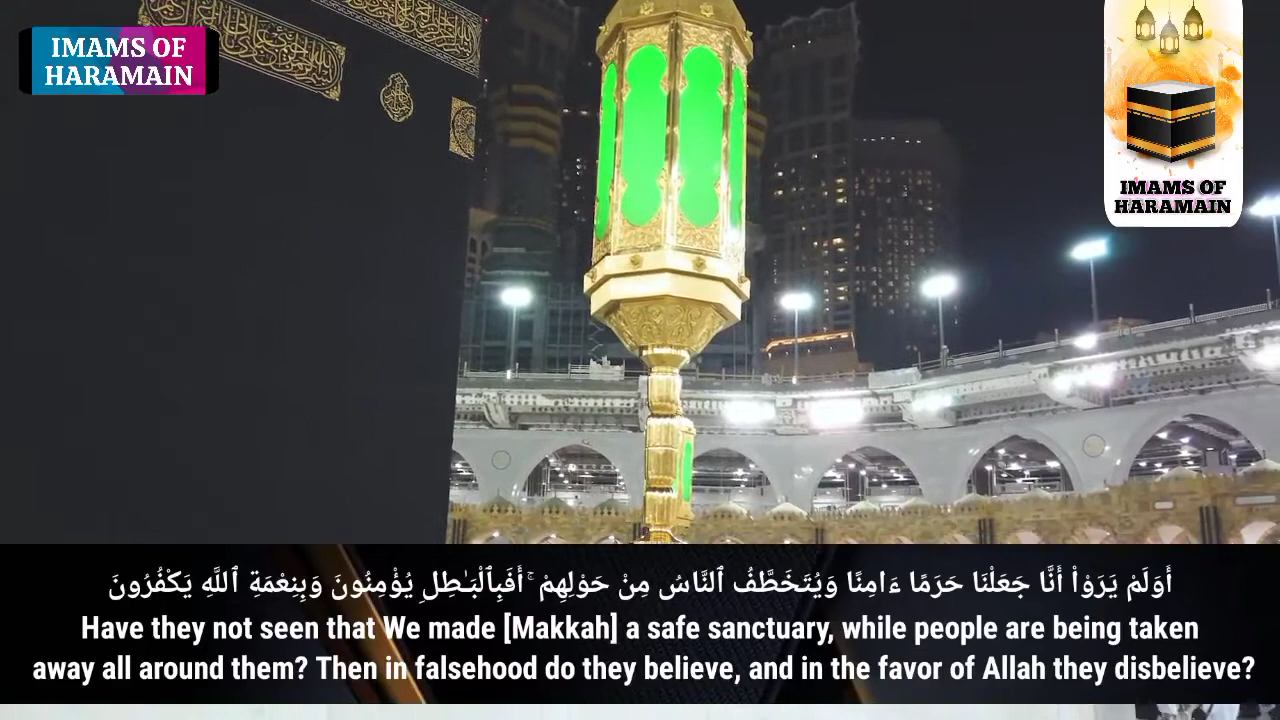 IMAMS OF
HARAMAIN
IMAMS OF
HARAMAIN
أَوَلَمْ يَرَوْا۟ أَنَّا جَعَلْنَا حَرَمًا ءَامِنًا وَيُتَخَطَّفُ ٱلنَّاسُ مِنْ حَوْلِهِمْ ۚ أَفَبِٱلْبَـٰطِلِ يُؤْمِنُونَ وَبِنِعْمَةِ ٱللَّهِ يَكْفُرُونَ
Have they not seen that We made [Makkah] a safe sanctuary, while people are being taken
away all around them? Then in falsehood do they believe, and in the favor of Allah they disbelieve?